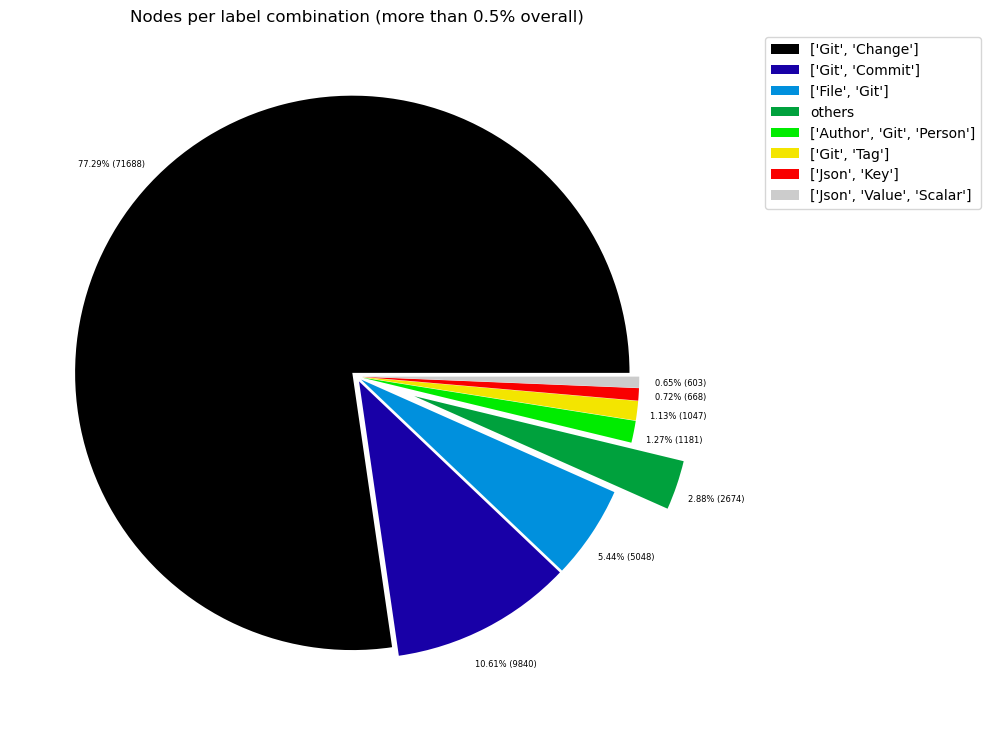 Nodes per label combination (more than 0.5% overall)
['Git', 'Change']
['Git', 'Commit']
['File', 'Git']
others
['Author', 'Git', 'Person']
['Git', 'Tag']
['Json', 'Key']
['Json', 'Value', 'Scalar']
77.29% (71688)
0.65% (603)
0.72% (668)
1.13% (1047)
1.27% (1181)
2.88% (2674)
5.44% (5048)
10.61% (9840)